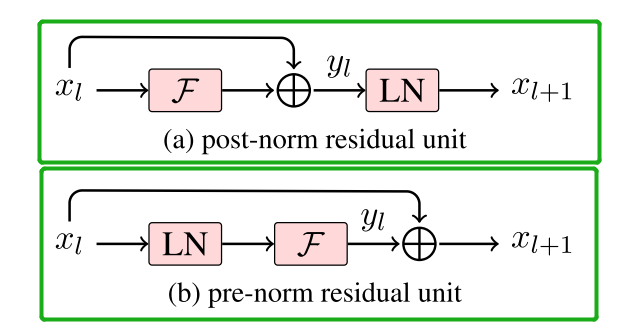 x_l F ⊕ y_l LN x_{l+1}
(a) post-norm residual unit
x_l LN F y_l ⊕ x_{l+1}
(b) pre-norm residual unit